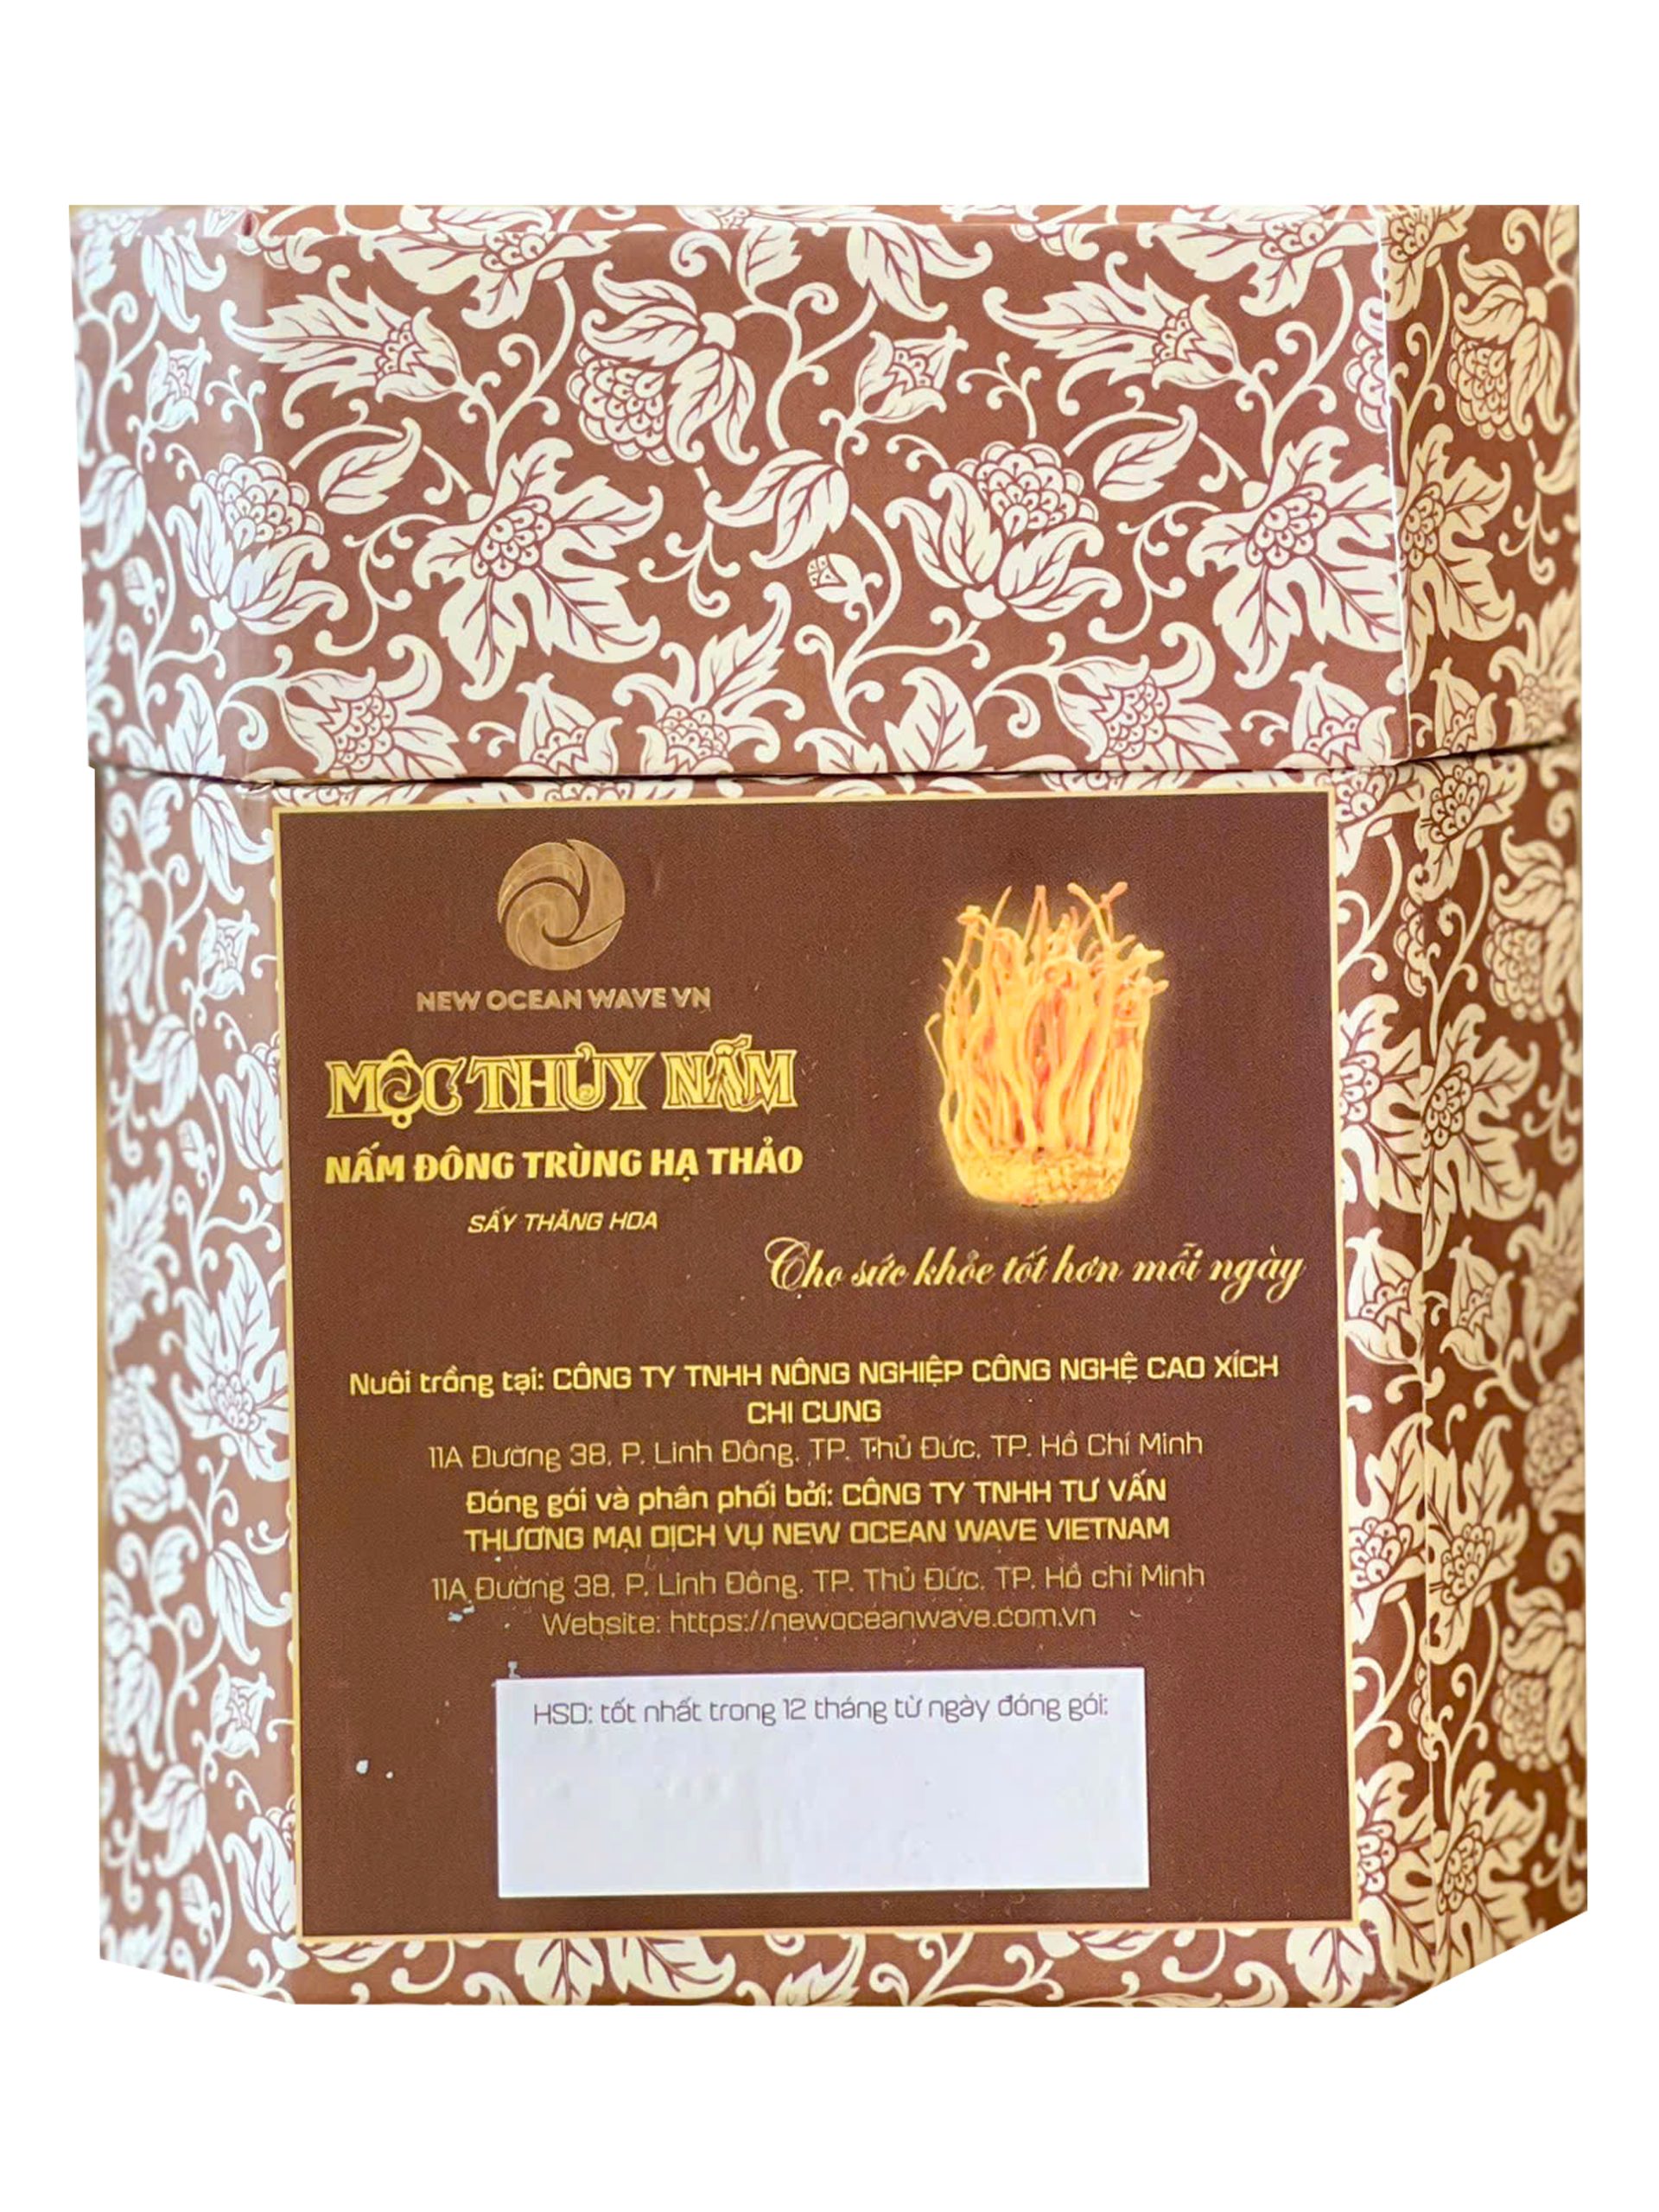 NEW OCEAN WAVE VN
MỘC THỦY NẤM
NẤM ĐÔNG TRÙNG HẠ THẢO
SẤY THĂNG HOA
Cho sức khỏe tốt hơn mỗi ngày
Nuôi trồng tại: CÔNG TY TNHH NÔNG NGHIỆP CÔNG NGHỆ CAO XÍCH
CHI CUNG
11A Đường 38, P. Linh Đông, TP. Thủ Đức, TP. Hồ Chí Minh
Đóng gói và phân phối bởi: CÔNG TY TNHH TƯ VẤN
THƯƠNG MẠI DỊCH VỤ NEW OCEAN WAVE VIETNAM
11A Đường 38, P. Linh Đông, TP. Thủ Đức, TP. Hồ chí Minh
Website: https://newoceanwave.com.vn
HSD: tốt nhất trong 12 tháng từ ngày đóng gói: